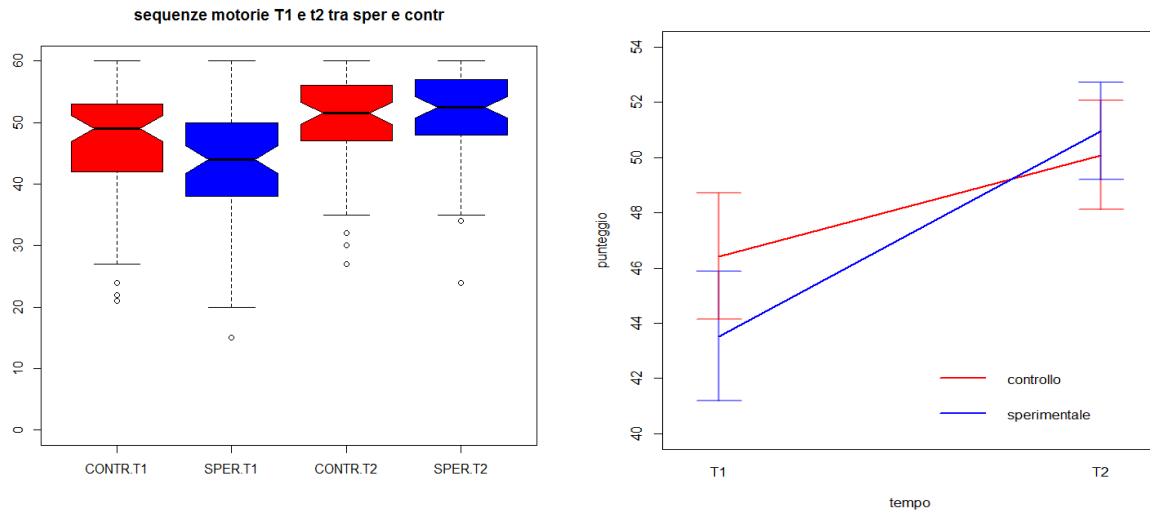 sequenze motorie T1 e t2 tra sper e contr
60
50
40
30
20
10
0
CONTR.T1 SPER.T1 CONTR.T2 SPER.T2
54
52
50
48
46
44
42
40
punteggio
controllo
sperimentale
T1 T2
tempo